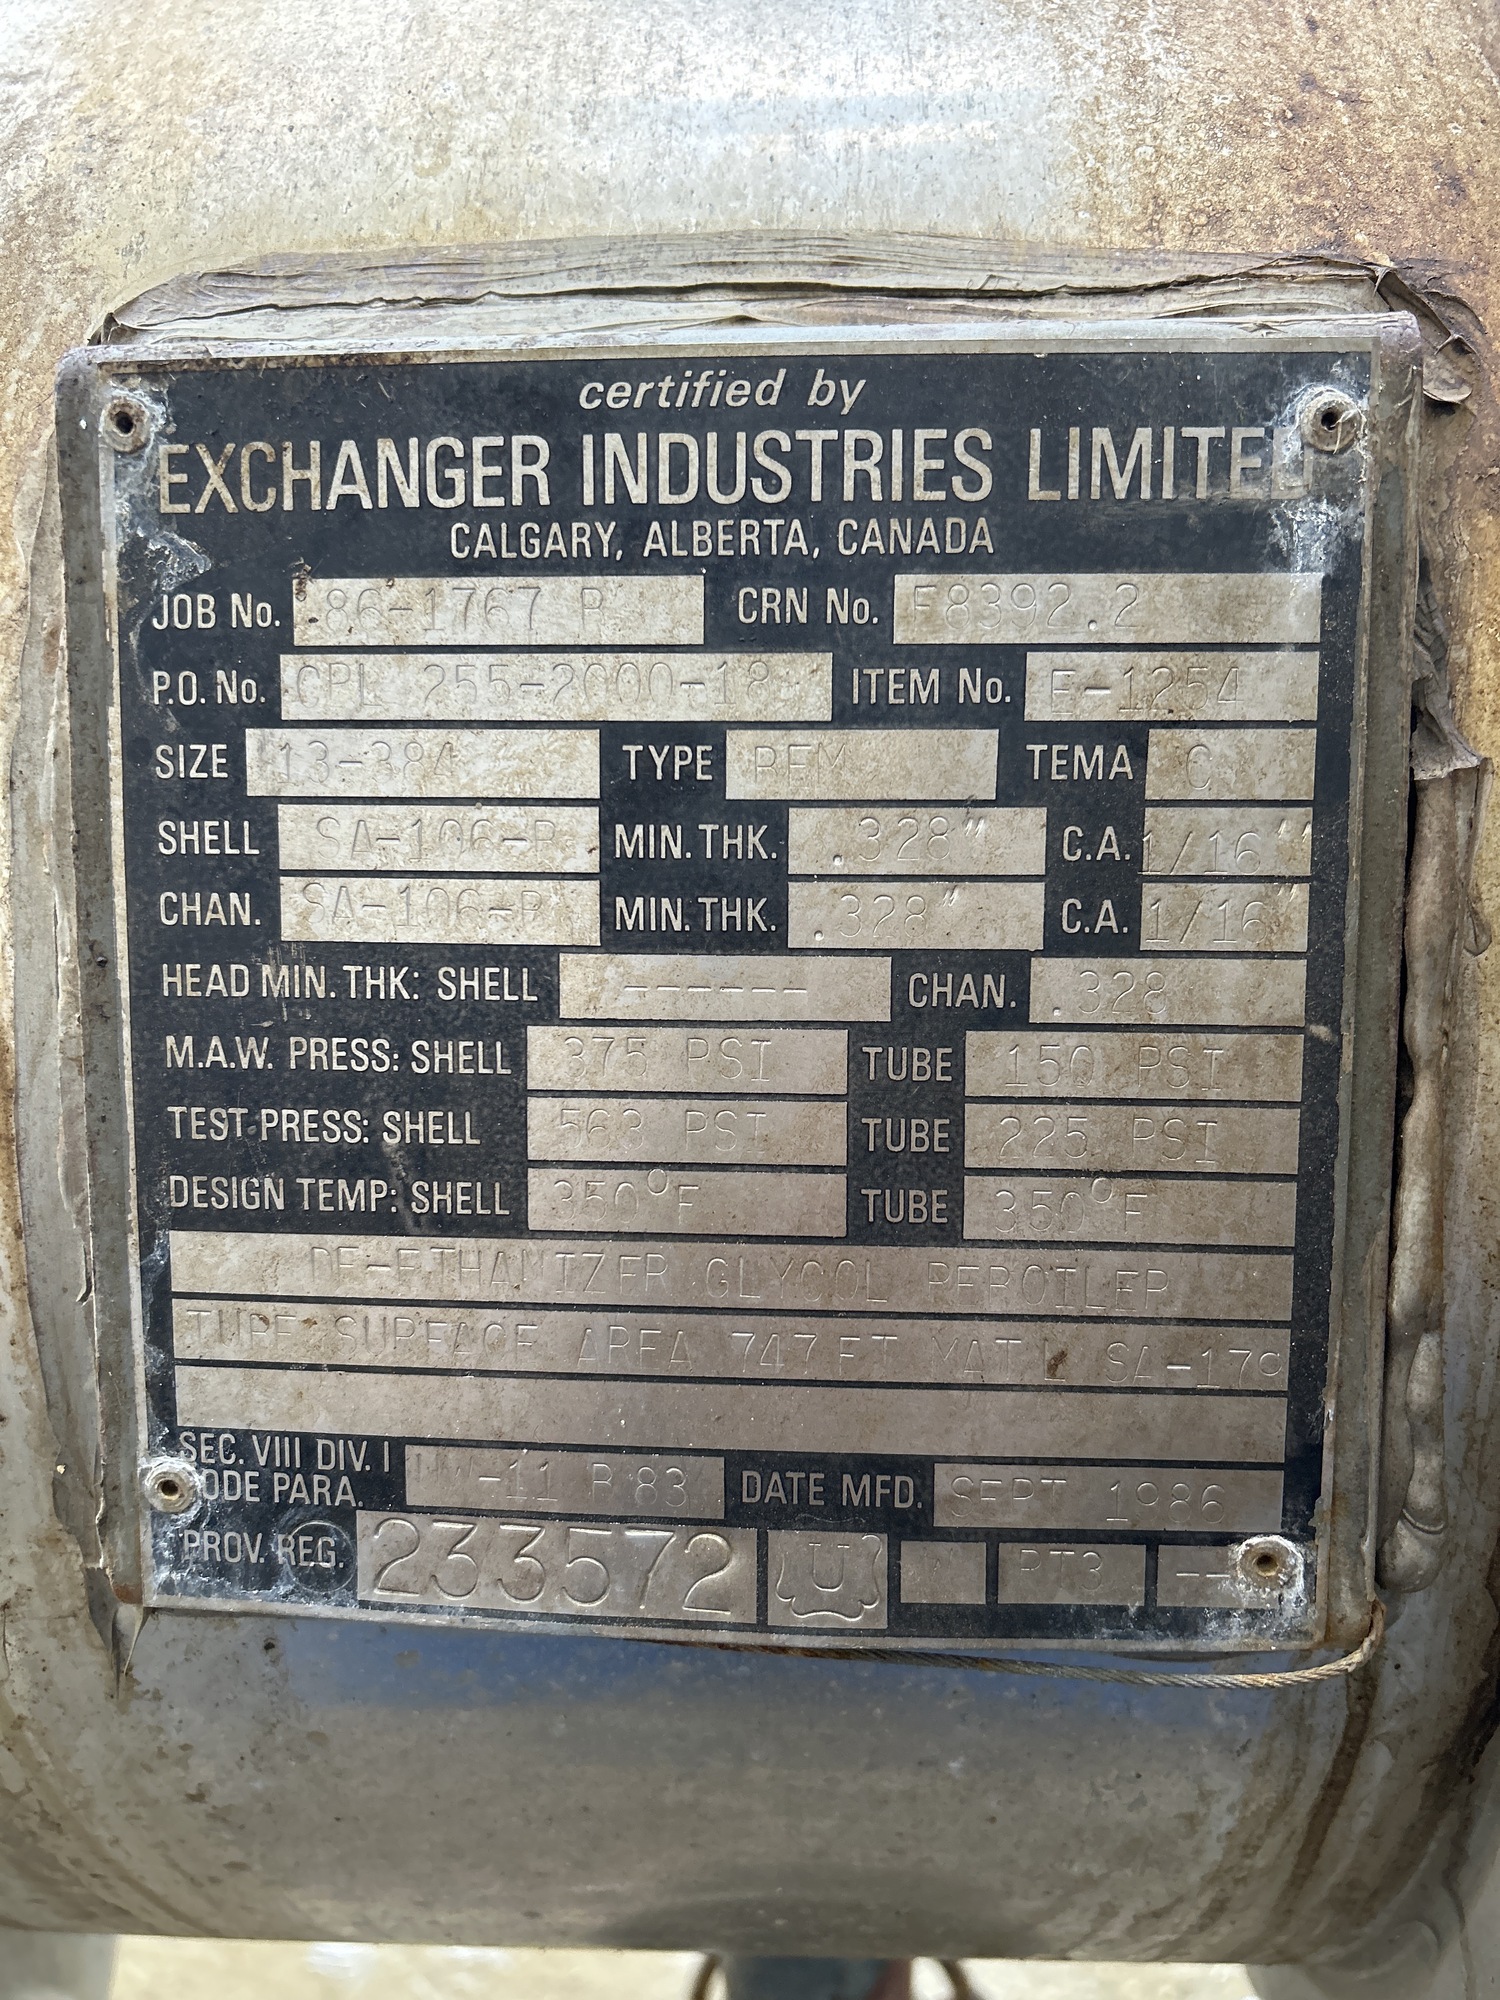 certified by
EXCHANGER INDUSTRIES LIMITED
CALGARY, ALBERTA, CANADA
JOB No. 86-1767 B CRN No. F8392.2
P.O. No. CPL 255-2000-18-1 ITEM No. E-1254
SIZE 13-384 TYPE BEM TEMA C
SHELL SA-106-B MIN. THK. .328" C.A. 1/16"
CHAN. SA-106-B MIN. THK. .328" C.A. 1/16"
HEAD MIN. THK: SHELL ------ CHAN. .328
M.A.W. PRESS: SHELL 375 PSI TUBE 150 PSI
TEST PRESS: SHELL 563 PSI TUBE 225 PSI
DESIGN TEMP: SHELL 350°F TUBE 350°F
DE-ETHANIZER GLYCOL REBOILER
TUBE SURFACE AREA 747 FT MAT'L SA-179
SEC. VIII DIV. I
CODE PARA. UW-11 B 83 DATE MFD. SEPT 1986
PROV. REG. 233572 U W RT3 --